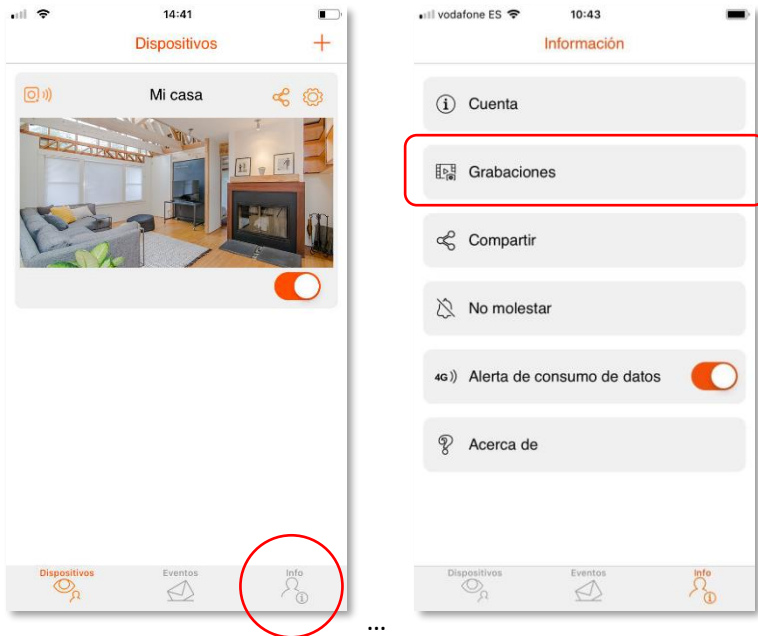 14:41
Dispositivos
Mi casa
Dispositivos
Eventos
Info
vodafone ES
10:43
Información
Cuenta
Grabaciones
Compartir
No molestar
4G
Alerta de consumo de datos
Acerca de
Dispositivos
Eventos
Info
...